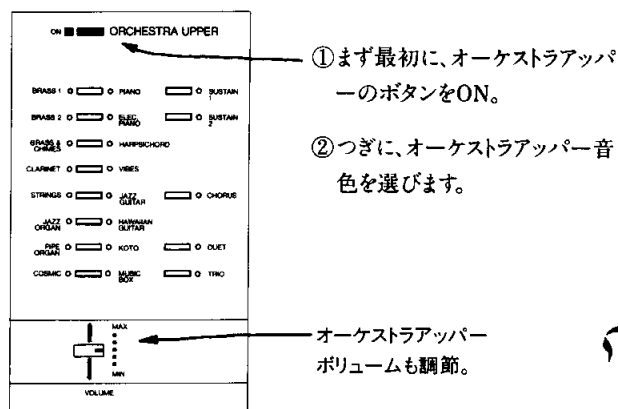 ON ORCHESTRA UPPER
①まず最初に、オーケストラアッパ
ーのボタンをON。
②つぎに、オーケストラアッパー音
色を選びます。
BRASS 1 PIANO SUSTAIN 1
BRASS 2 ELEC. PIANO SUSTAIN 2
BRASS & CHIMES HARPSICHORD
CLARINET VIBES
STRINGS JAZZ GUITAR CHORUS
JAZZ ORGAN HAWAIIAN GUITAR
PIPE ORGAN KOTO DUET
COSMIC MUSIC BOX TRIO
MAX
MIN
VOLUME
オーケストラアッパー
ボリュームも調節。